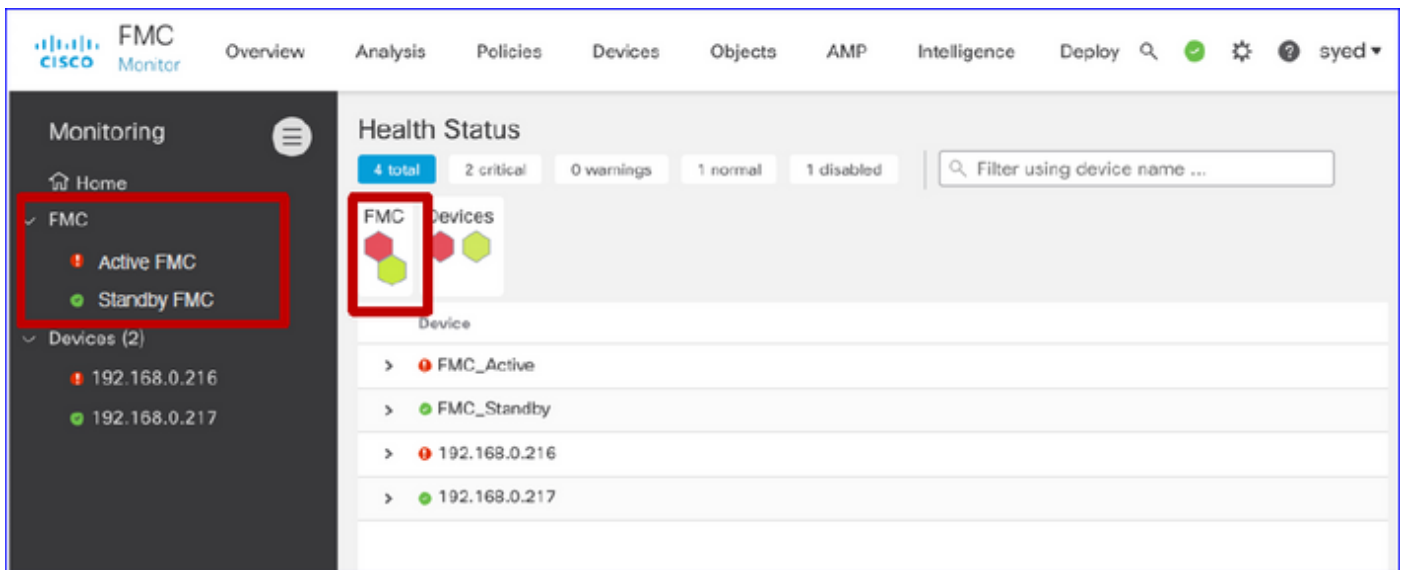 CISCO FMC Monitor Overview Analysis Policies Devices Objects AMP Intelligence Deploy syed
Monitoring
Home
FMC
Active FMC
Standby FMC
Devices (2)
192.168.0.216
192.168.0.217
Health Status
4 total 2 critical 0 warnings 1 normal 1 disabled Filter using device name ...
FMC Devices
Device
FMC_Active
FMC_Standby
192.168.0.216
192.168.0.217